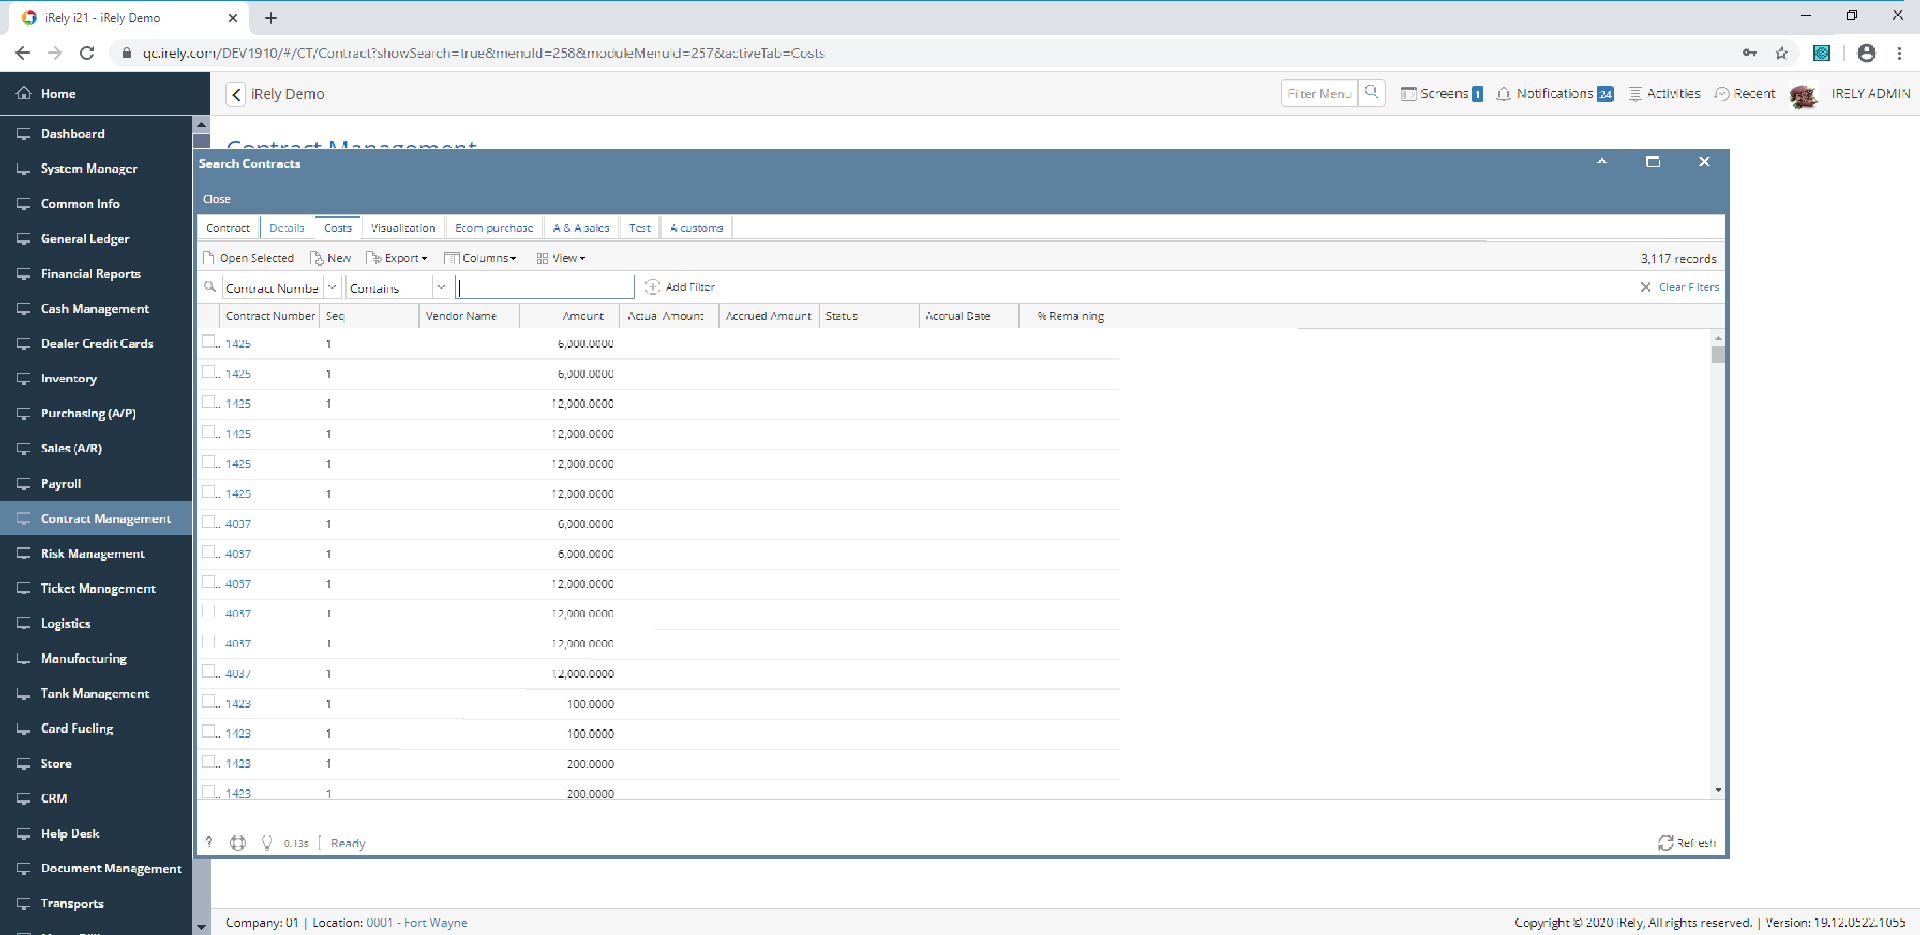 iRely i21 - iRely Demo
qc.irely.com/DEV1910/#/CT/Contract?showSearch=true&menuId=258&moduleMenuId=257&activeTab=Costs
Home
iRely Demo
Filter Menu
Screens 1
Notifications 24
Activities
Recent
IRELY ADMIN
Dashboard
System Manager
Common Info
General Ledger
Financial Reports
Cash Management
Dealer Credit Cards
Inventory
Purchasing (A/P)
Sales (A/R)
Payroll
Contract Management
Risk Management
Ticket Management
Logistics
Manufacturing
Tank Management
Card Fueling
Store
CRM
Help Desk
Document Management
Transports
Contract Management
Search Contracts
Close
Contract Details Costs Visualization Ecom purchase A & A sales Test A customs
Open Selected New Export Columns View 3,117 records
Contract Numbe Contains Add Filter Clear Filters
Contract Number Seq Vendor Name Amount Actual Amount Accrued Amount Status Accrual Date % Remaining
1425 1 6,000.0000
1425 1 6,000.0000
1425 1 12,000.0000
1425 1 12,000.0000
1425 1 12,000.0000
1425 1 12,000.0000
4037 1 6,000.0000
4037 1 6,000.0000
4037 1 12,000.0000
4037 1 12,000.0000
4037 1 12,000.0000
4037 1 12,000.0000
1423 1 100.0000
1423 1 100.0000
1423 1 200.0000
1423 1 200.0000
? 0.13s Ready Refresh
Company: 01 | Location: 0001 - Fort Wayne
Copyright © 2020 iRely, All rights reserved. | Version: 19.12.0522.1055